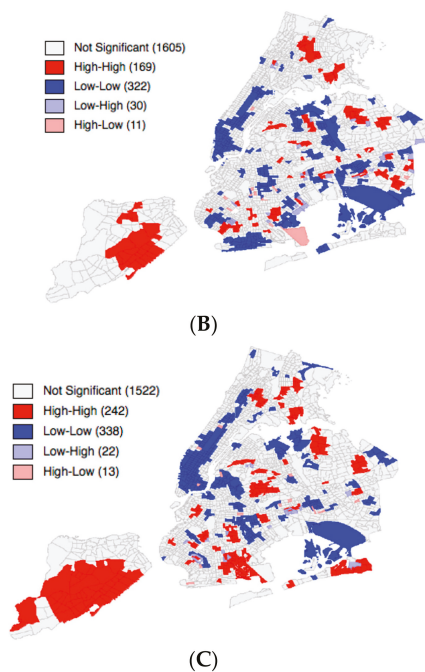 Not Significant (1605)
High-High (169)
Low-Low (322)
Low-High (30)
High-Low (11)
(B)
Not Significant (1522)
High-High (242)
Low-Low (338)
Low-High (22)
High-Low (13)
(C)